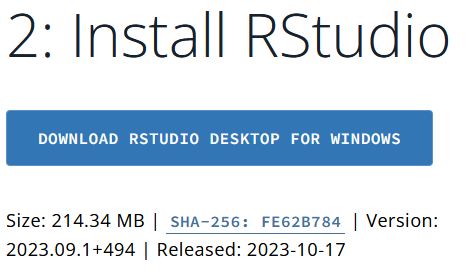 2: Install RStudio
DOWNLOAD RSTUDIO DESKTOP FOR WINDOWS
Size: 214.34 MB | SHA-256: FE62B784 | Version:
2023.09.1+494 | Released: 2023-10-17